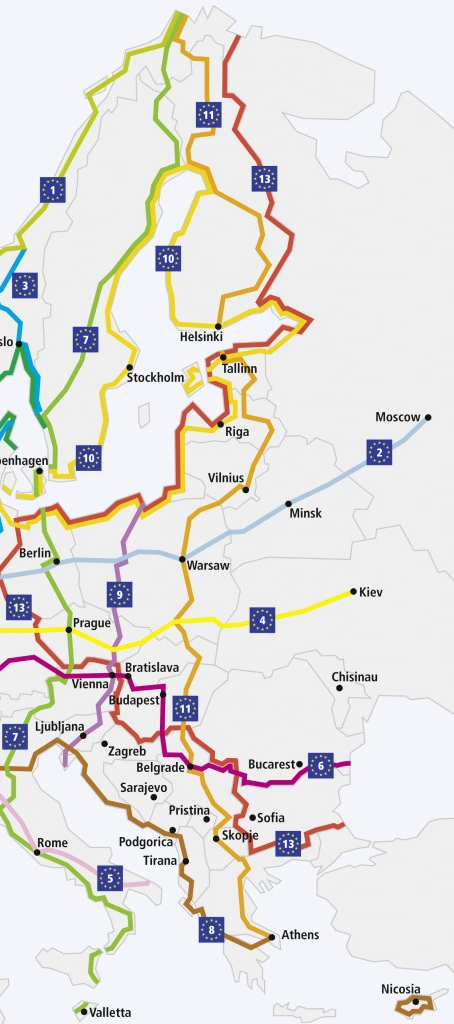 11
13
1
10
3
7
Helsinki
slo
Tallinn
Stockholm
Moscow
Riga
2
10
enhagen
Vilnius
Minsk
Berlin
Warsaw
9
Kiev
13
4
Prague
Bratislava
Chisinau
Vienna
Budapest
11
Ljubljana
7
Zagreb
Belgrade
Bucarest
6
Sarajevo
Pristina
Sofia
Skopje
Rome
Podgorica
13
Tirana
5
8
Athens
Nicosia
Valletta